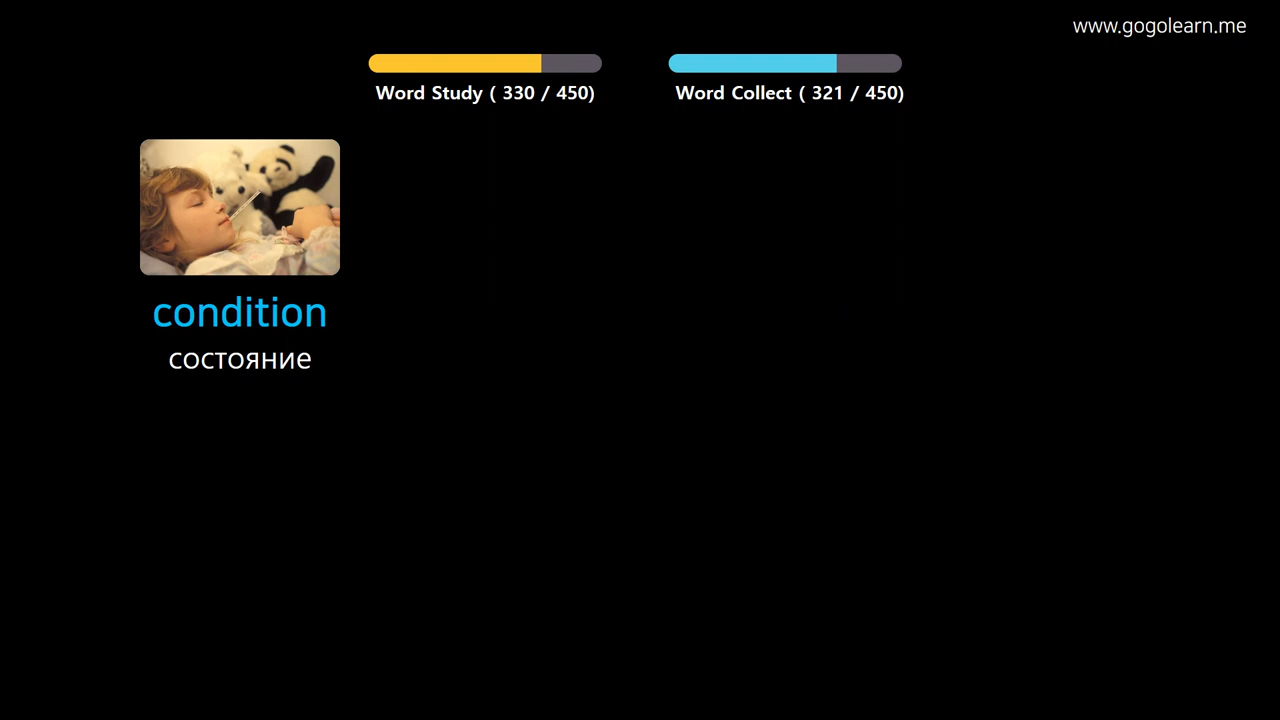 www.gogolearn.me
Word Study ( 330 / 450)
Word Collect ( 321 / 450)
condition
состояние